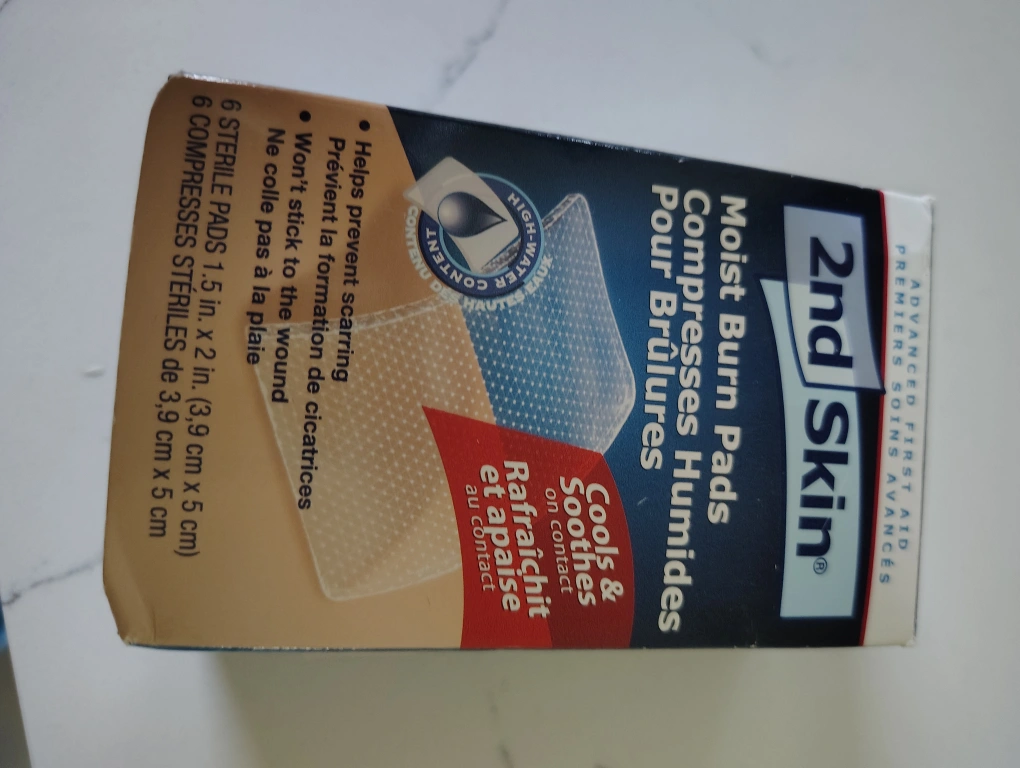 ADVANCED FIRST AID
PREMIERS SOINS AVANCÉS
2nd Skin®
Moist Burn Pads
Compresses Humides
Pour Brûlures
HIGH-WATER CONTENT
CONTENU DE HAUTES EAUX
Cools &
Soothes
on contact
Rafraîchit
et apaise
au contact
• Helps prevent scarring
Prévient la formation de cicatrices
• Won't stick to the wound
Ne colle pas à la plaie
6 STERILE PADS 1.5 in. x 2 in. (3,9 cm x 5 cm)
6 COMPRESSES STÉRILES de 3,9 cm x 5 cm